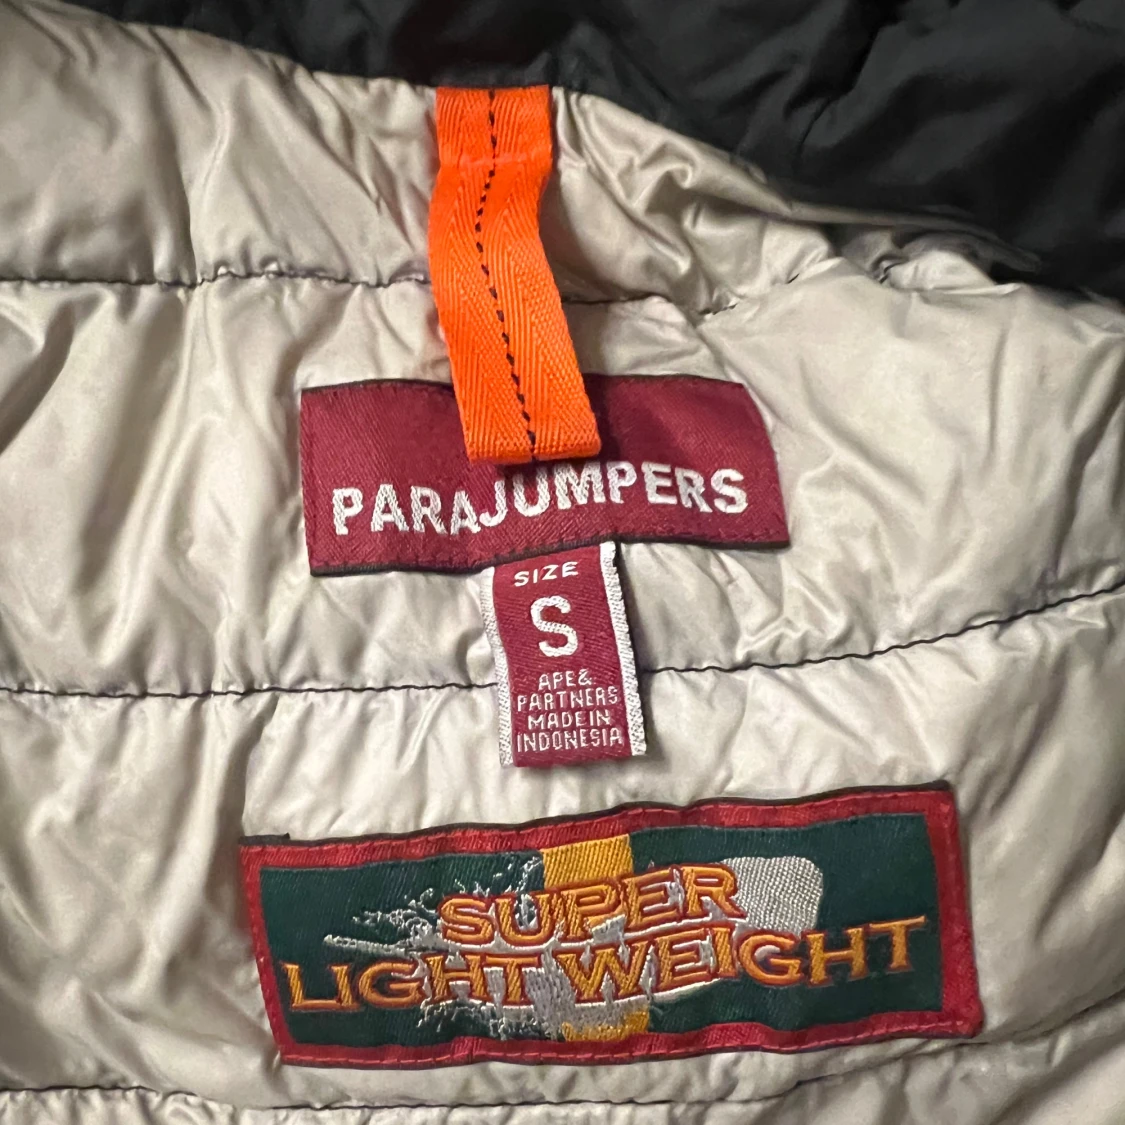 PARAJUMPERS
SIZE
S
APE&
PARTNERS
MADE IN
INDONESIA
SUPER
LIGHT WEIGHT